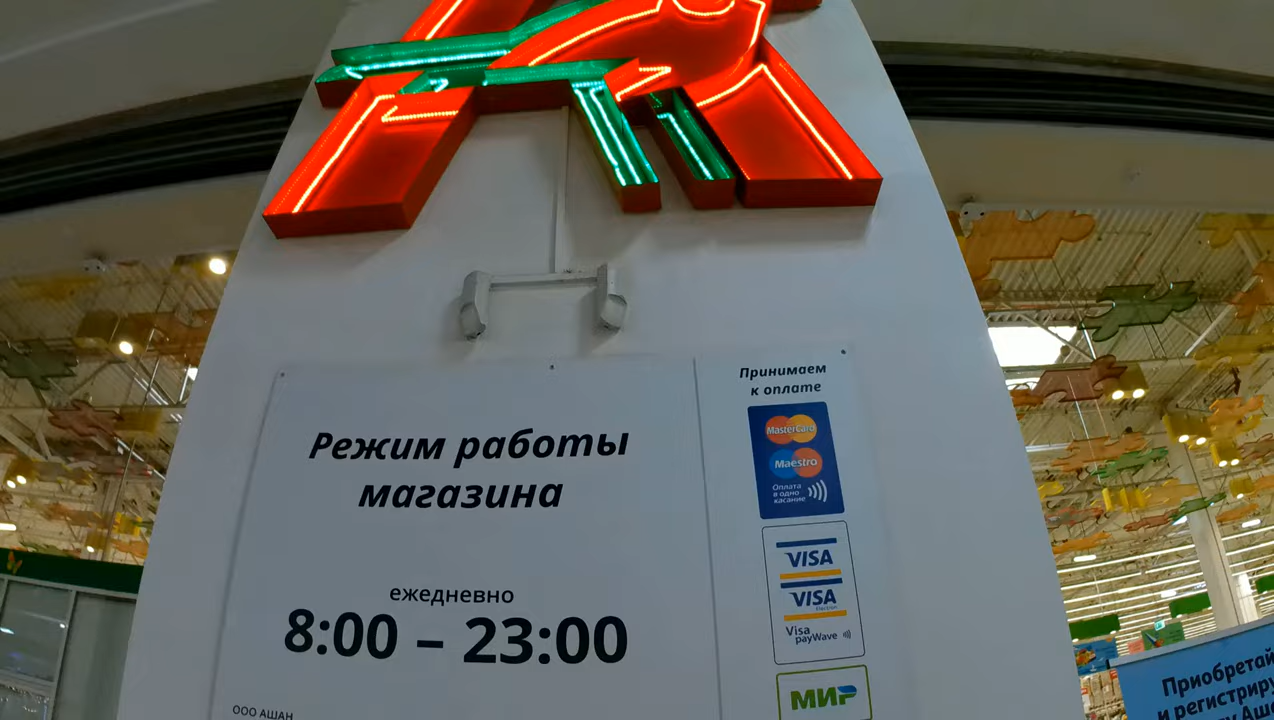 Режим работы
магазина
ежедневно
8:00 – 23:00
ООО АШАН
Принимаем
к оплате
MasterCard
Maestro
Оплата
в одно
касание
VISA
VISA
Electron
Visa
payWave
МИР
Приобретай
и регистриру